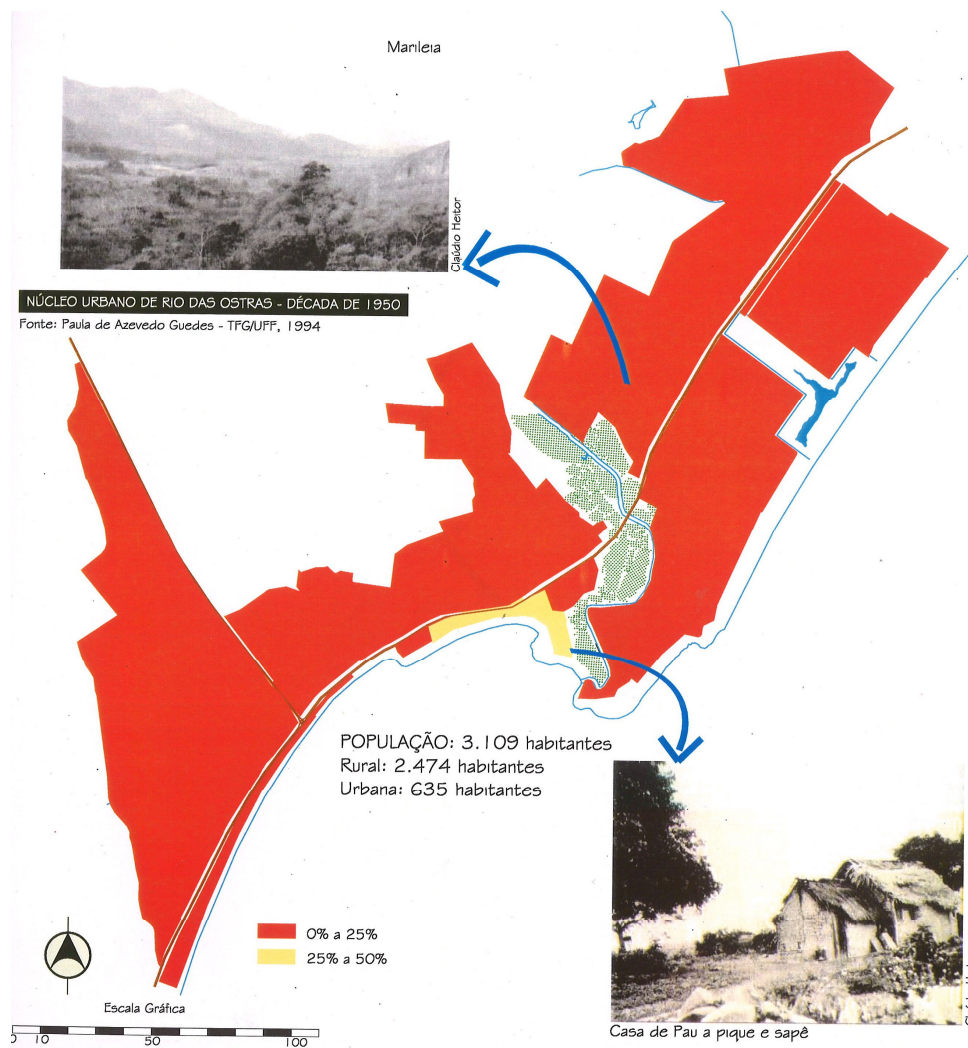 Marileia
Claúdio Heitor
NÚCLEO URBANO DE RIO DAS OSTRAS - DÉCADA DE 1950
Fonte: Paula de Azevedo Guedes - TFG/UFF, 1994
POPULAÇÃO: 3.109 habitantes
Rural: 2.474 habitantes
Urbana: 635 habitantes
0% a 25%
25% a 50%
Escala Gráfica
10 50 100
Casa de Pau a pique e sapê